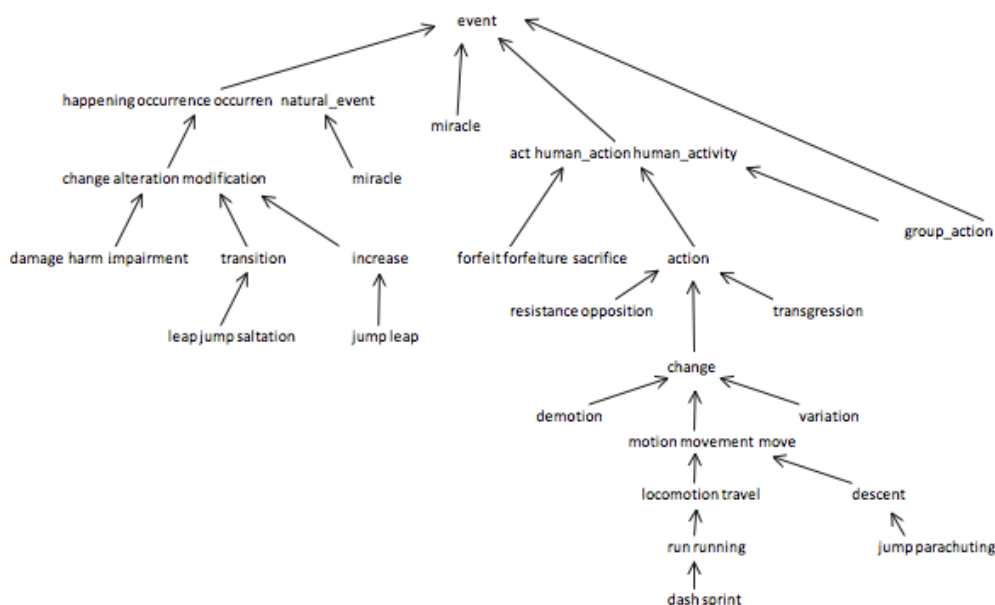 event
happening occurrence occurren natural_event
miracle
act human_action human_activity
change alteration modification
miracle
group_action
damage harm impairment
transition
increase
forfeit forfeiture sacrifice
action
resistance opposition
transgression
leap jump saltation
jump leap
change
demotion
variation
motion movement move
locomotion travel
descent
run running
jump parachuting
dash sprint